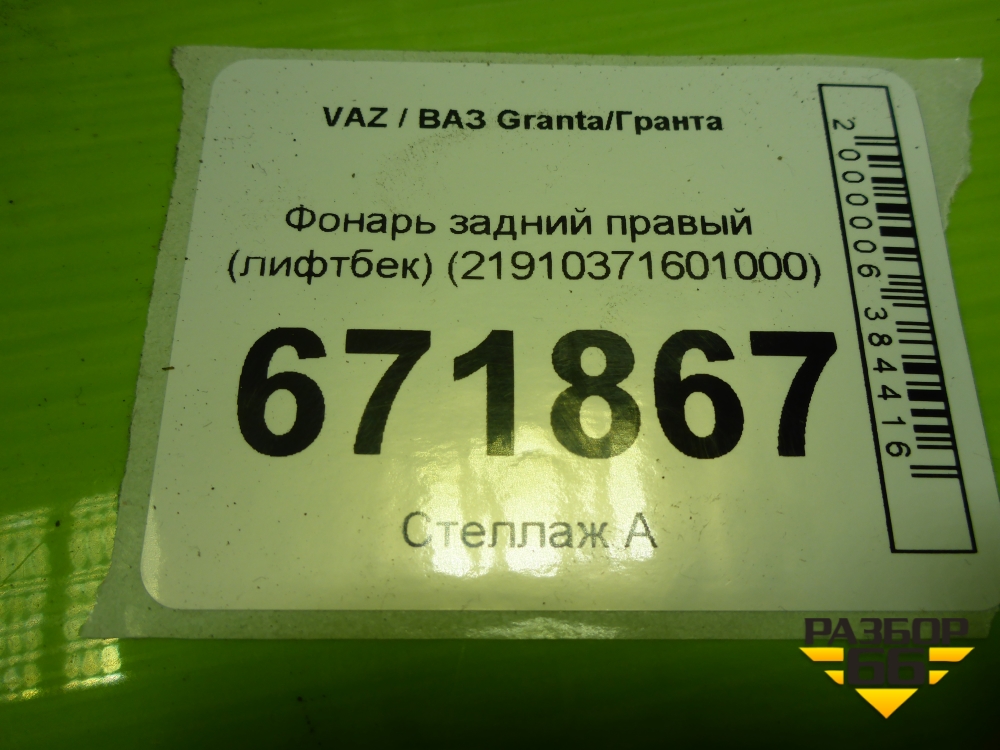 VAZ / ВАЗ Granta/Гранта
Фонарь задний правый
(лифтбек) (21910371601000)
671867
Стеллаж А
2000006384416
РАЗБОР
66